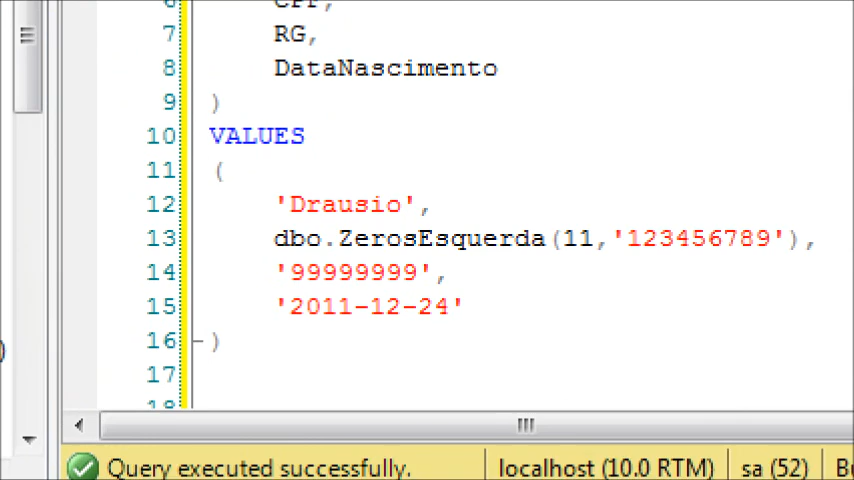 7 RG,
8 DataNascimento
9 )
10 VALUES
11 (
12 'Drausio',
13 dbo.ZerosEsquerda(11,'123456789'),
14 '99999999',
15 '2011-12-24'
16 )
17
Query executed successfully. localhost (10.0 RTM) sa (52)